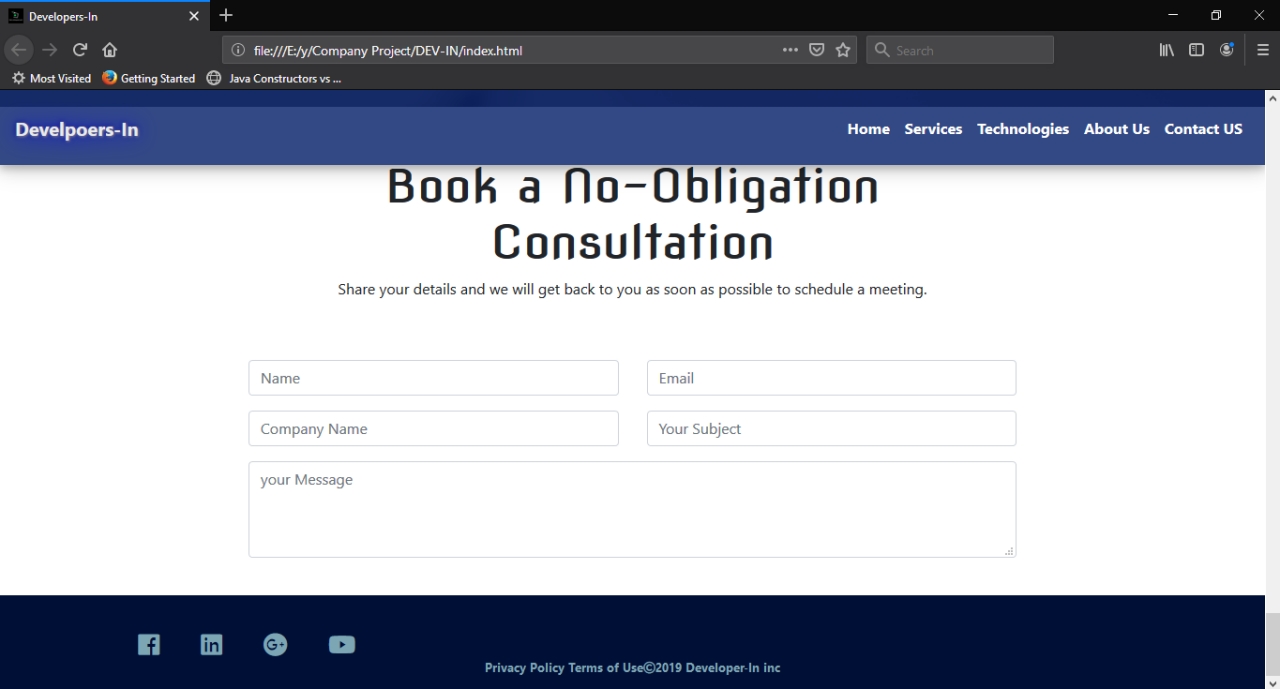 Developers-In
file:///E:/y/Company Project/DEV-IN/index.html
Search
Most Visited Getting Started Java Constructors vs ...
Develpoers-In Home Services Technologies About Us Contact US
Book a No-Obligation
Consultation
Share your details and we will get back to you as soon as possible to schedule a meeting.
Name Email
Company Name Your Subject
your Message
Privacy Policy Terms of Use©2019 Developer-In inc